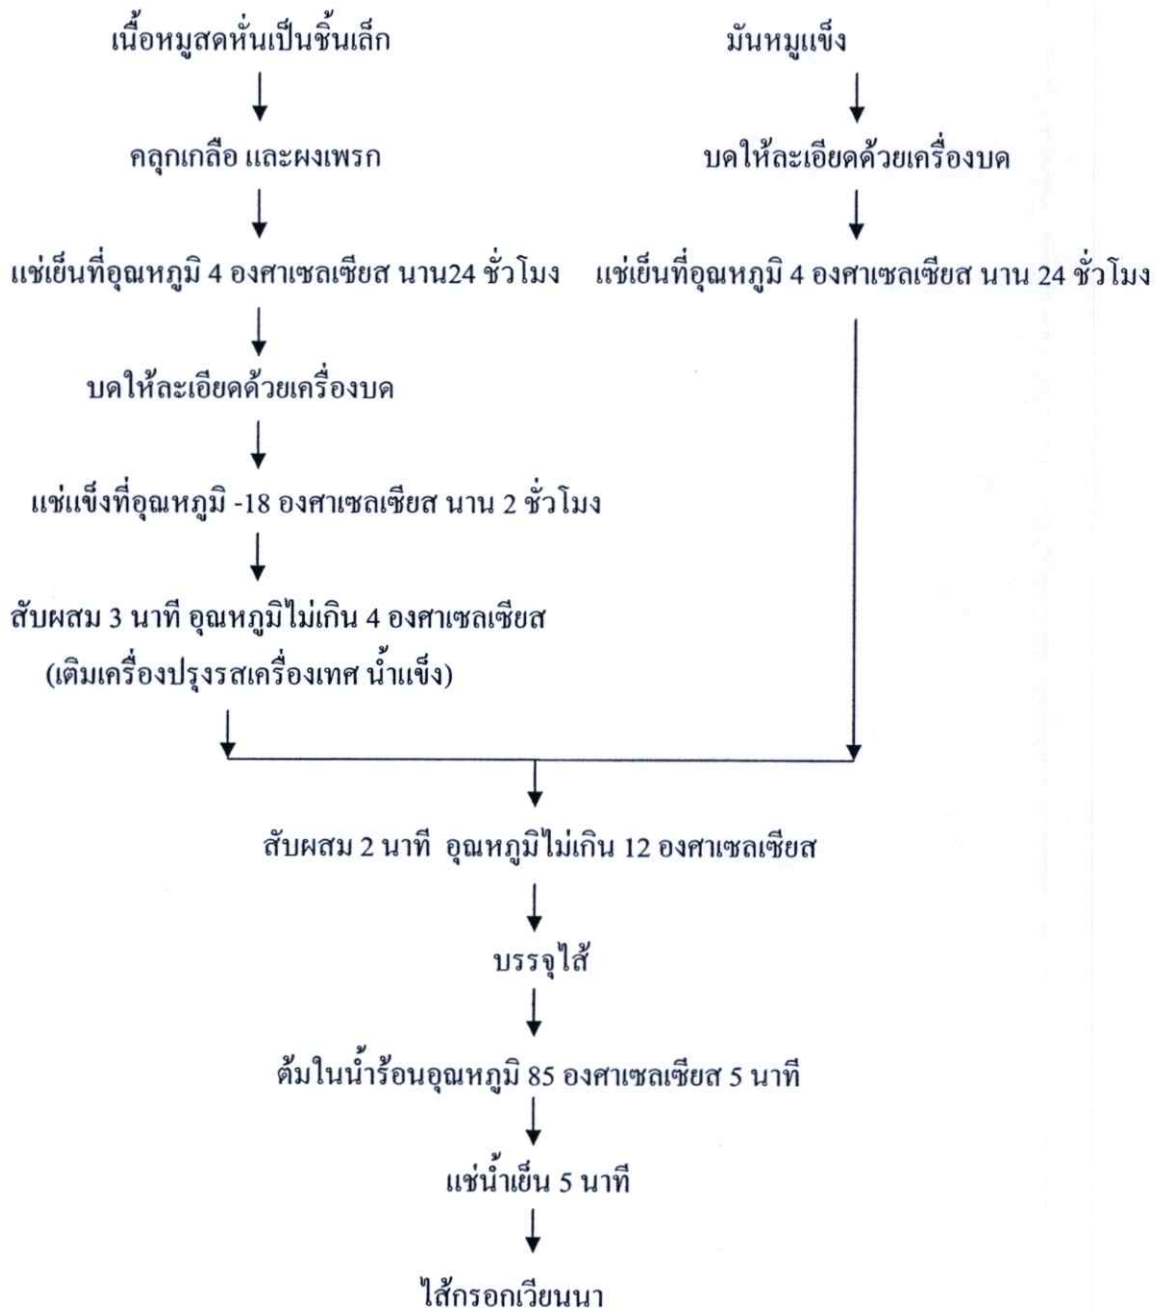 เนื้อหมูสดหั่นเป็นชิ้นเล็ก
คลุกเกลือ และผงเพรก
แช่เย็นที่อุณหภูมิ 4 องศาเซลเซียส นาน24 ชั่วโมง
บดให้ละเอียดด้วยเครื่องบด
แช่แข็งที่อุณหภูมิ -18 องศาเซลเซียส นาน 2 ชั่วโมง
สับผสม 3 นาที อุณหภูมิไม่เกิน 4 องศาเซลเซียส
(เติมเครื่องปรุงรสเครื่องเทศ น้ำแข็ง)
มันหมูแข็ง
บดให้ละเอียดด้วยเครื่องบด
แช่เย็นที่อุณหภูมิ 4 องศาเซลเซียส นาน 24 ชั่วโมง
สับผสม 2 นาที อุณหภูมิไม่เกิน 12 องศาเซลเซียส
บรรจุไส้
ต้มในน้ำร้อนอุณหภูมิ 85 องศาเซลเซียส 5 นาที
แช่น้ำเย็น 5 นาที
ไส้กรอกเวียนนา